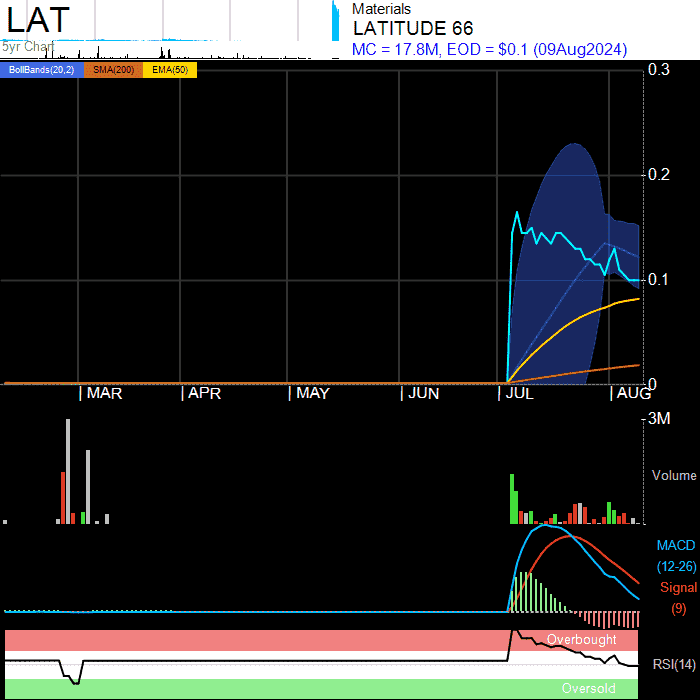 LAT
5yr Chart
Materials
LATITUDE 66
MC = 17.8M, EOD = $0.1 (09Aug2024)
BollBands(20,2) SMA(200) EMA(50)
0.3
0.2
0.1
0
| MAR | APR | MAY | JUN | JUL | AUG
3M
Volume
MACD
(12-26)
Signal
(9)
Overbought
RSI(14)
Oversold